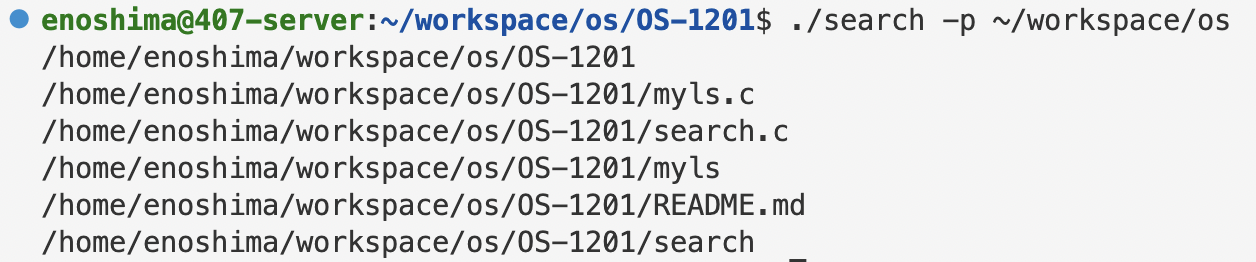 enoshima@407-server:~/workspace/os/OS-1201$ ./search -p ~/workspace/os
/home/enoshima/workspace/os/OS-1201
/home/enoshima/workspace/os/OS-1201/myls.c
/home/enoshima/workspace/os/OS-1201/search.c
/home/enoshima/workspace/os/OS-1201/myls
/home/enoshima/workspace/os/OS-1201/README.md
/home/enoshima/workspace/os/OS-1201/search